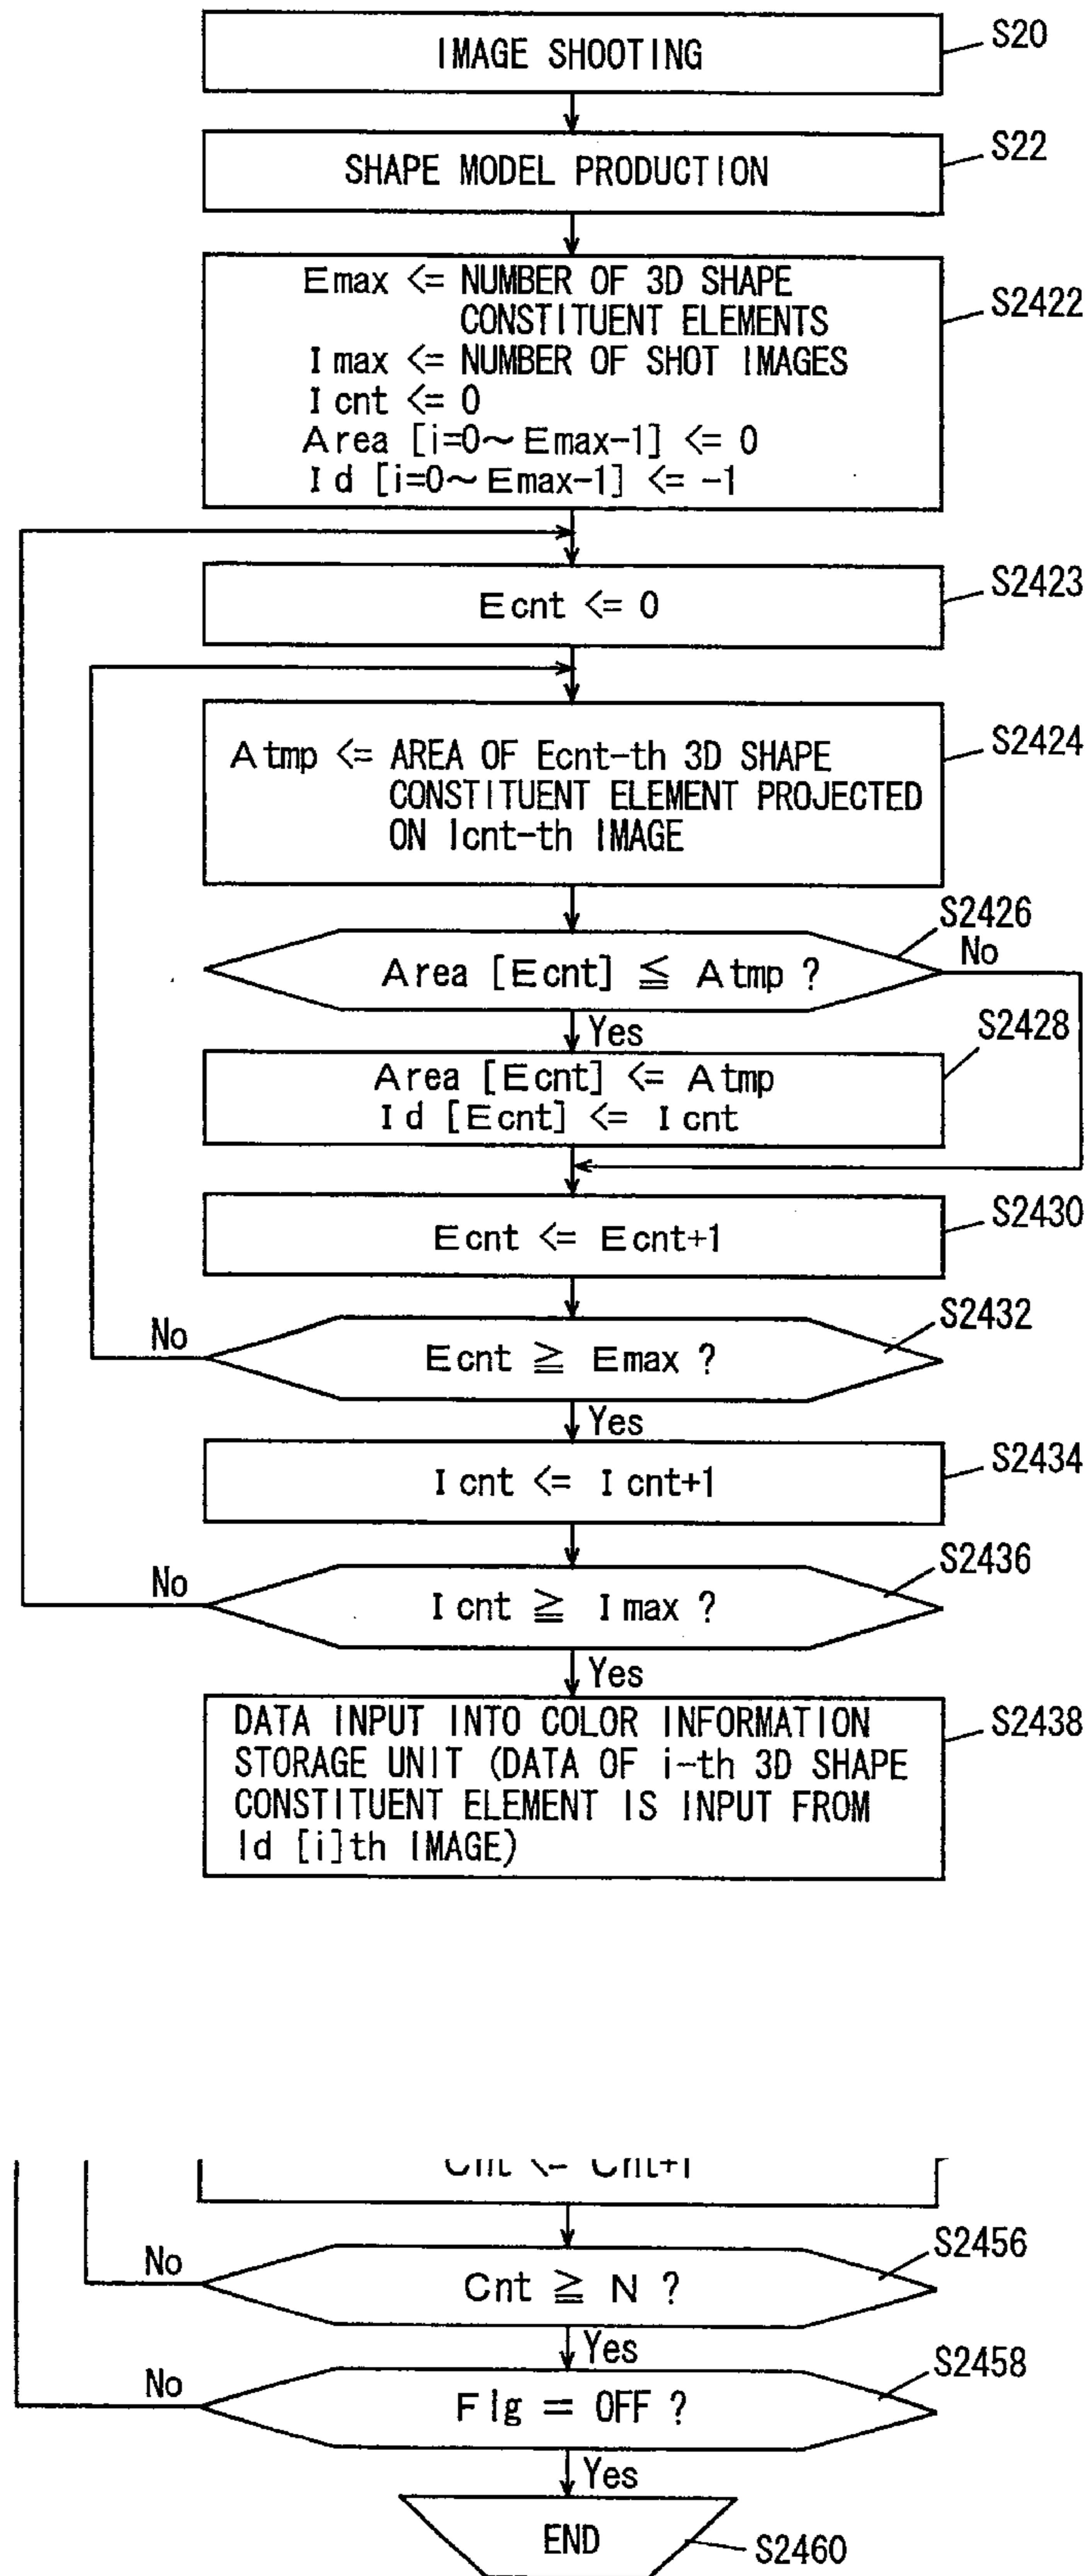 IMAGE SHOOTING
S20
SHAPE MODEL PRODUCTION
S22
Emax <= NUMBER OF 3D SHAPE
CONSTITUENT ELEMENTS
Imax <= NUMBER OF SHOT IMAGES
Icnt <= 0
Area [i=0~Emax-1] <= 0
Id [i=0~Emax-1] <= -1
S2422
Ecnt <= 0
S2423
Atmp <= AREA OF Ecnt-th 3D SHAPE
CONSTITUENT ELEMENT PROJECTED
ON Icnt-th IMAGE
S2424
S2426
Area [Ecnt] ≦ Atmp ?
No
Yes
S2428
Area [Ecnt] <= Atmp
Id [Ecnt] <= Icnt
S2430
Ecnt <= Ecnt+1
S2432
No
Ecnt ≧ Emax ?
Yes
S2434
Icnt <= Icnt+1
S2436
No
Icnt ≧ Imax ?
Yes
DATA INPUT INTO COLOR INFORMATION
STORAGE UNIT (DATA OF i-th 3D SHAPE
CONSTITUENT ELEMENT IS INPUT FROM
Id [i]th IMAGE)
S2438
Cnt <= Cnt+1
S2456
No
Cnt ≧ N ?
Yes
S2458
No
Flg = OFF ?
Yes
END
S2460